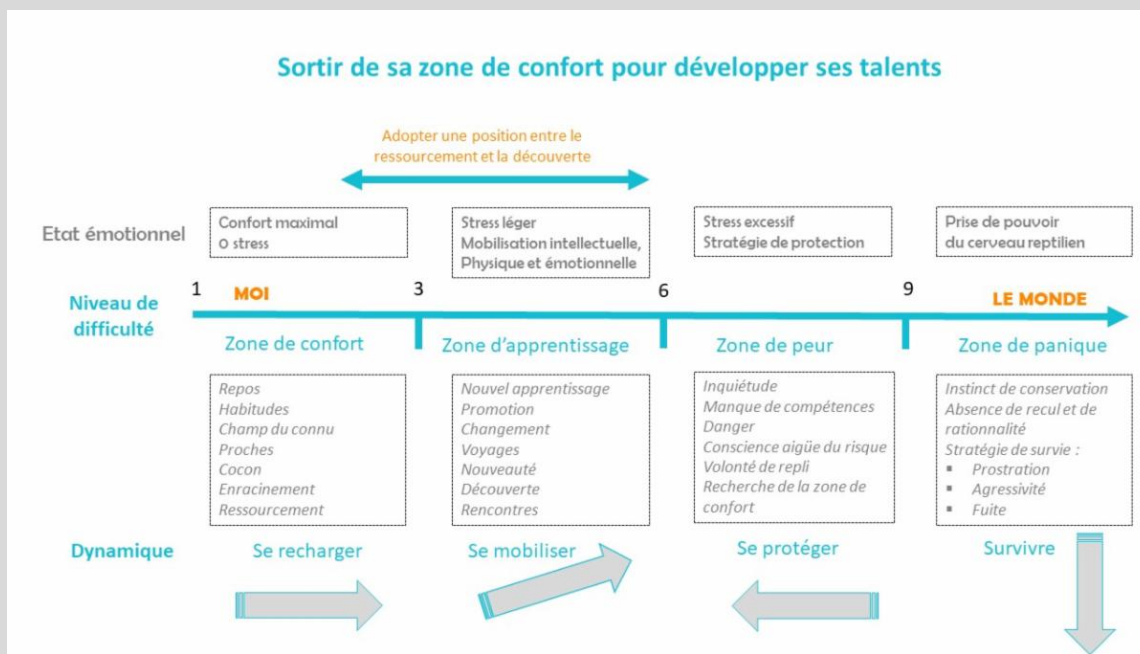 Sortir de sa zone de confort pour développer ses talents
Adopter une position entre le
ressourcement et la découverte
Etat émotionnel
Confort maximal
0 stress
Stress léger
Mobilisation intellectuelle,
Physique et émotionnelle
Stress excessif
Stratégie de protection
Prise de pouvoir
du cerveau reptilien
1
MOI
3
6
9
LE MONDE
Niveau de
difficulté
Zone de confort
Zone d'apprentissage
Zone de peur
Zone de panique
Repos
Habitudes
Champ du connu
Proches
Cocon
Enracinement
Ressourcement
Nouvel apprentissage
Promotion
Changement
Voyages
Nouveauté
Découverte
Rencontres
Inquiétude
Manque de compétences
Danger
Conscience aigüe du risque
Volonté de repli
Recherche de la zone de
confort
Instinct de conservation
Absence de recul et de
rationnalité
Stratégie de survie :
▪ Prostration
▪ Agressivité
▪ Fuite
Dynamique
Se recharger
Se mobiliser
Se protéger
Survivre